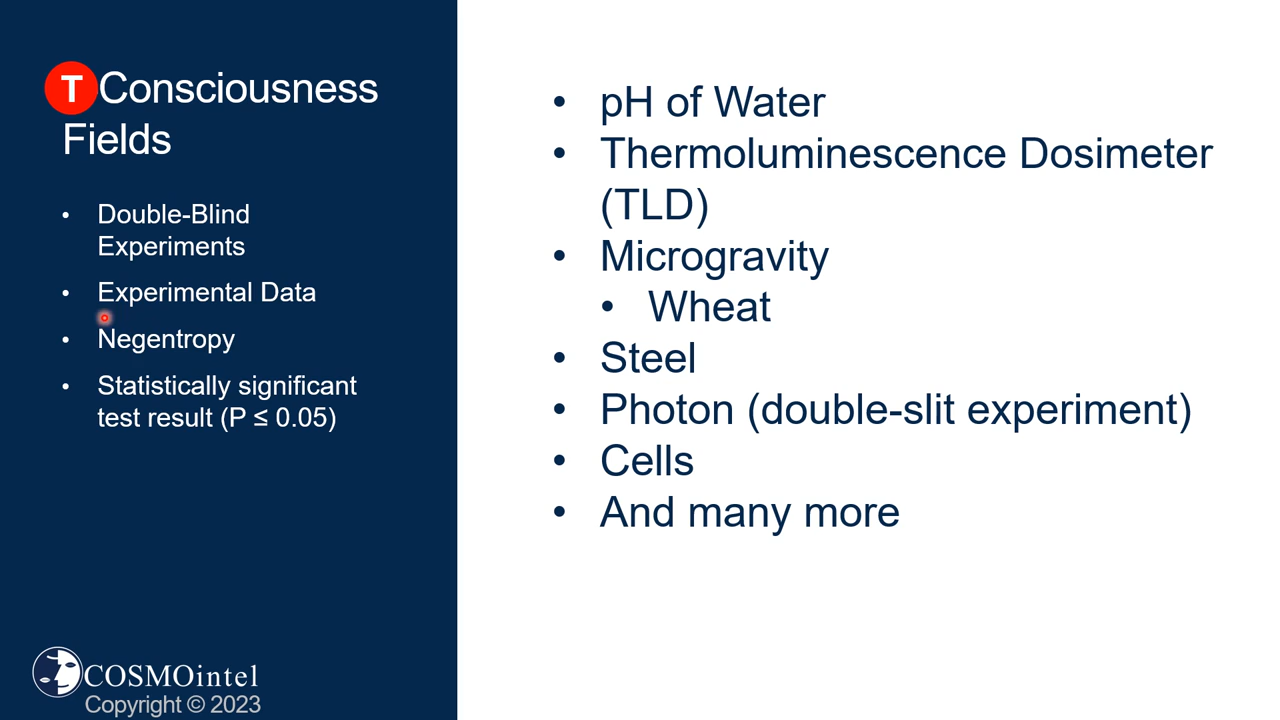 T Consciousness
Fields
• Double-Blind
Experiments
• Experimental Data
• Negentropy
• Statistically significant
test result (P ≤ 0.05)
COSMOintel
Copyright © 2023
• pH of Water
• Thermoluminescence Dosimeter
(TLD)
• Microgravity
• Wheat
• Steel
• Photon (double-slit experiment)
• Cells
• And many more